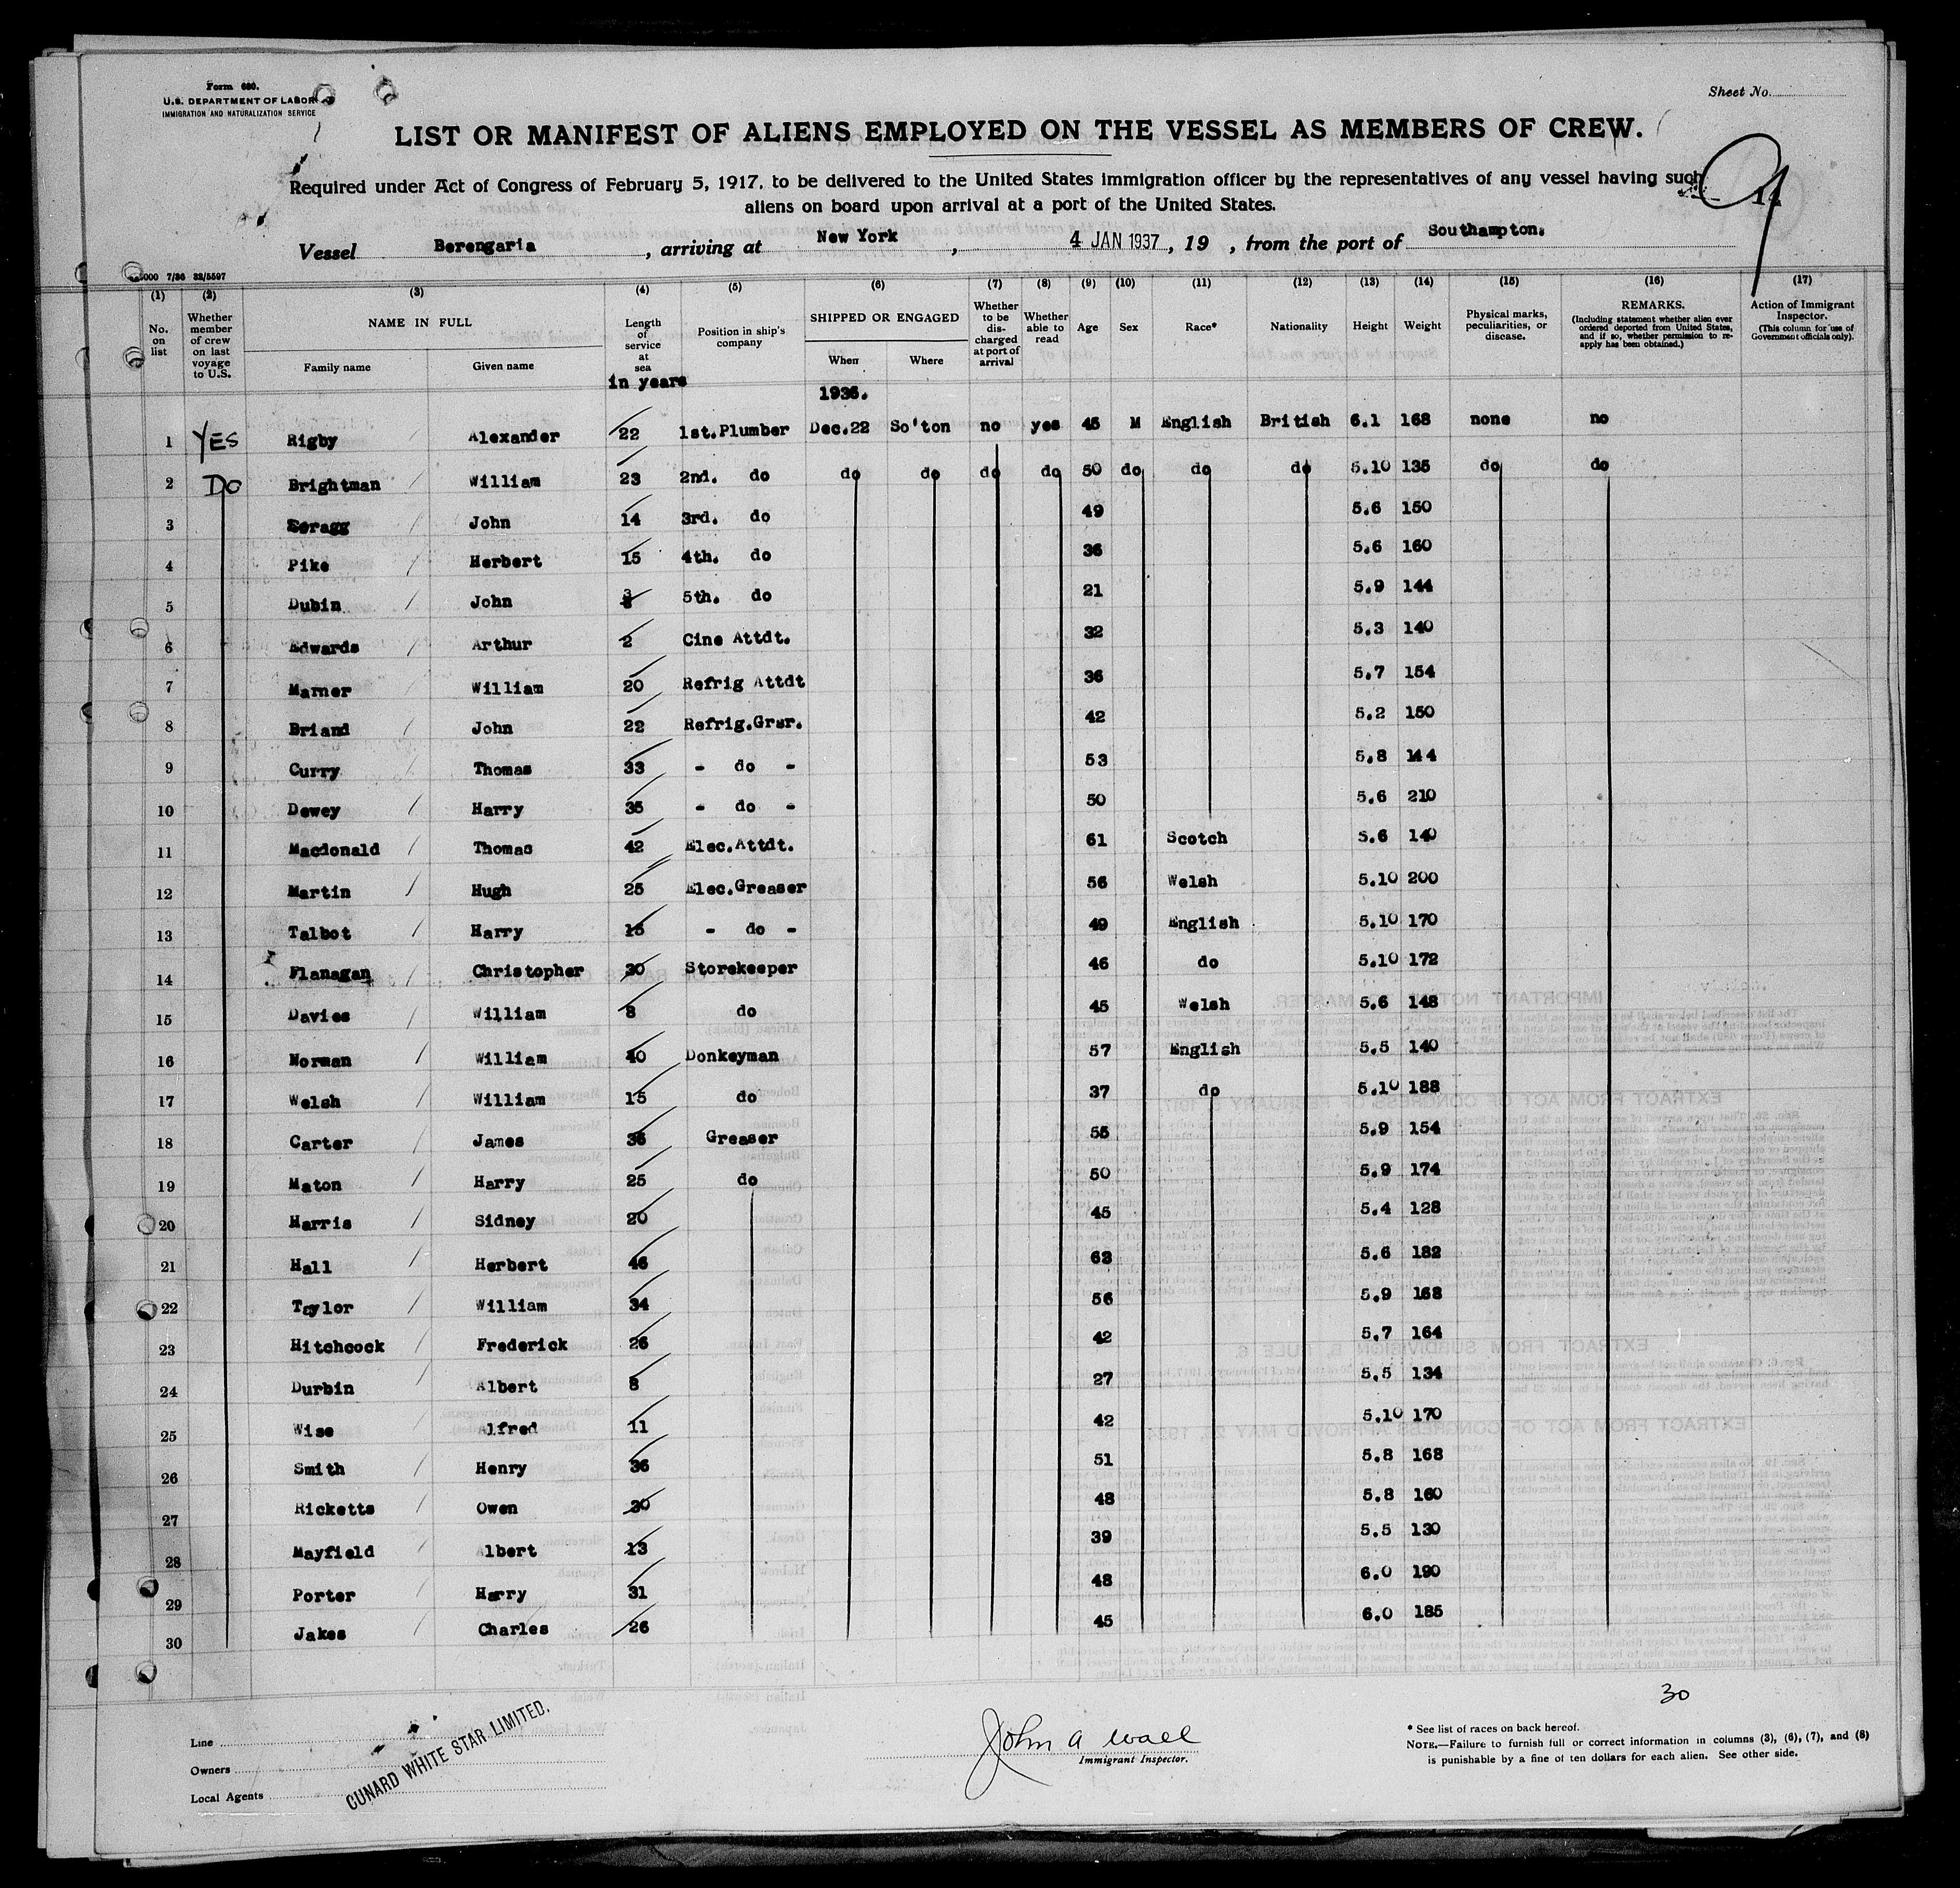 Form 680.
U.S. DEPARTMENT OF LABOR
IMMIGRATION AND NATURALIZATION SERVICE
Sheet No.
LIST OR MANIFEST OF ALIENS EMPLOYED ON THE VESSEL AS MEMBERS OF CREW.
Required under Act of Congress of February 5, 1917, to be delivered to the United States immigration officer by the representatives of any vessel having such
aliens on board upon arrival at a port of the United States.
14
Vessel Berengaria, arriving at New York, 4 JAN 1937, 19 , from the port of Southampton.
7/36 32/5597
(1) (2) (3) (4) (5) (6) (7) (8) (9) (10) (11) (12) (13) (14) (15) (16) (17)
No. on list
Whether member of crew on last voyage to U.S.
NAME IN FULL
Family name Given name
Length of service at sea
in years
Position in ship's company
SHIPPED OR ENGAGED
When Where
Whether to be discharged at port of arrival
Whether able to read
Age Sex Race* Nationality Height Weight
Physical marks, peculiarities, or disease.
REMARKS.
(Including statement whether alien ever ordered deported from United States, and if so, whether permission to reapply has been obtained.)
Action of Immigrant Inspector.
(This column for use of Government officials only).
1936.
1 YES Rigby Alexander 22 1st.Plumber Dec.22 So'ton no yes 45 M English British 6.1 168 none no
2 DO Brightman William 23 2nd. do do do do do 50 do do do 5.10 135 do do
3 Scragg John 14 3rd. do 49 5.6 150
4 Pike Herbert 15 4th. do 36 5.6 160
5 Dubin John 5th. do 21 5.9 144
6 Edwards Arthur 2 Cine Attdt. 32 5.3 140
7 Marner William 20 Refrig Attdt 36 5.7 154
8 Briand John 22 Refrig.Grsr. 42 5.2 150
9 Curry Thomas 33 - do - 53 5.8 144
10 Dewey Harry 35 - do - 50 5.6 210
11 Macdonald Thomas 42 Elec.Attdt. 61 Scotch 5.6 140
12 Martin Hugh 25 Elec.Greaser 56 Welsh 5.10 200
13 Talbot Harry 15 - do - 49 English 5.10 170
14 Flanagan Christopher 30 Storekeeper 46 do 5.10 172
15 Davies William 8 do 45 Welsh 5.6 148
16 Norman William 40 Donkeyman 57 English 5.5 140
17 Welsh William 15 do 37 do 5.10 188
18 Carter James 36 Greaser 55 5.9 154
19 Maton Harry 25 do 50 5.9 174
20 Harris Sidney 20 45 5.4 128
21 Hall Herbert 46 63 5.6 182
22 Taylor William 34 56 5.9 168
23 Hitchcock Frederick 26 42 5.7 164
24 Durbin Albert 8 27 5.5 134
25 Wise Alfred 11 42 5.10 170
26 Smith Henry 36 51 5.8 168
27 Ricketts Owen 30 48 5.8 160
28 Mayfield Albert 13 39 5.5 130
29 Porter Harry 31 48 6.0 190
30 Jakes Charles 26 45 6.0 185
30
Line
Owners
Local Agents
CUNARD WHITE STAR LIMITED.
John A Wall
Immigrant Inspector.
* See list of races on back hereof.
NOTE.—Failure to furnish full or correct information in columns (3), (6), (7), and (8)
is punishable by a fine of ten dollars for each alien. See other side.